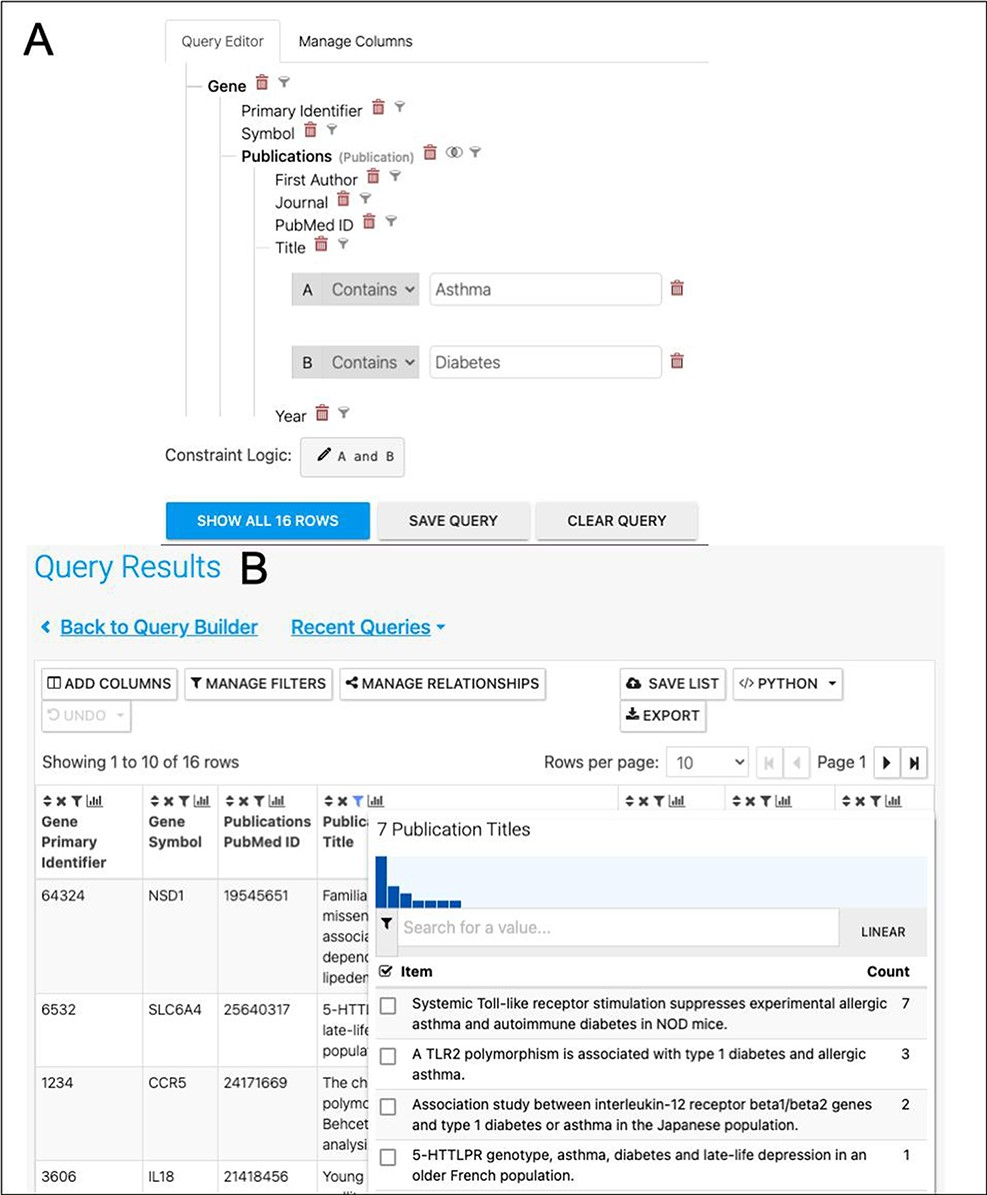 A
Query Editor Manage Columns
Gene
Primary Identifier
Symbol
Publications (Publication)
First Author
Journal
PubMed ID
Title
A Contains Asthma
B Contains Diabetes
Year
Constraint Logic: A and B
SHOW ALL 16 ROWS SAVE QUERY CLEAR QUERY
Query Results B
Back to Query Builder Recent Queries
ADD COLUMNS MANAGE FILTERS MANAGE RELATIONSHIPS SAVE LIST </> PYTHON
UNDO EXPORT
Showing 1 to 10 of 16 rows Rows per page: 10 Page 1
Gene Primary Identifier
Gene Symbol
Publications PubMed ID
Public
Title
7 Publication Titles
Search for a value... LINEAR
Item Count
Systemic Toll-like receptor stimulation suppresses experimental allergic 7
asthma and autoimmune diabetes in NOD mice.
A TLR2 polymorphism is associated with type 1 diabetes and allergic 3
asthma.
Association study between interleukin-12 receptor beta1/beta2 genes 2
and type 1 diabetes or asthma in the Japanese population.
5-HTTLPR genotype, asthma, diabetes and late-life depression in an 1
older French population.
64324 NSD1 19545651 Familia
missen
associa
depend
lipeder
6532 SLC6A4 25640317 5-HTTl
late-life
popula
1234 CCR5 24171669 The ch
polymo
Behcet
analysi
3606 IL18 21418456 Young